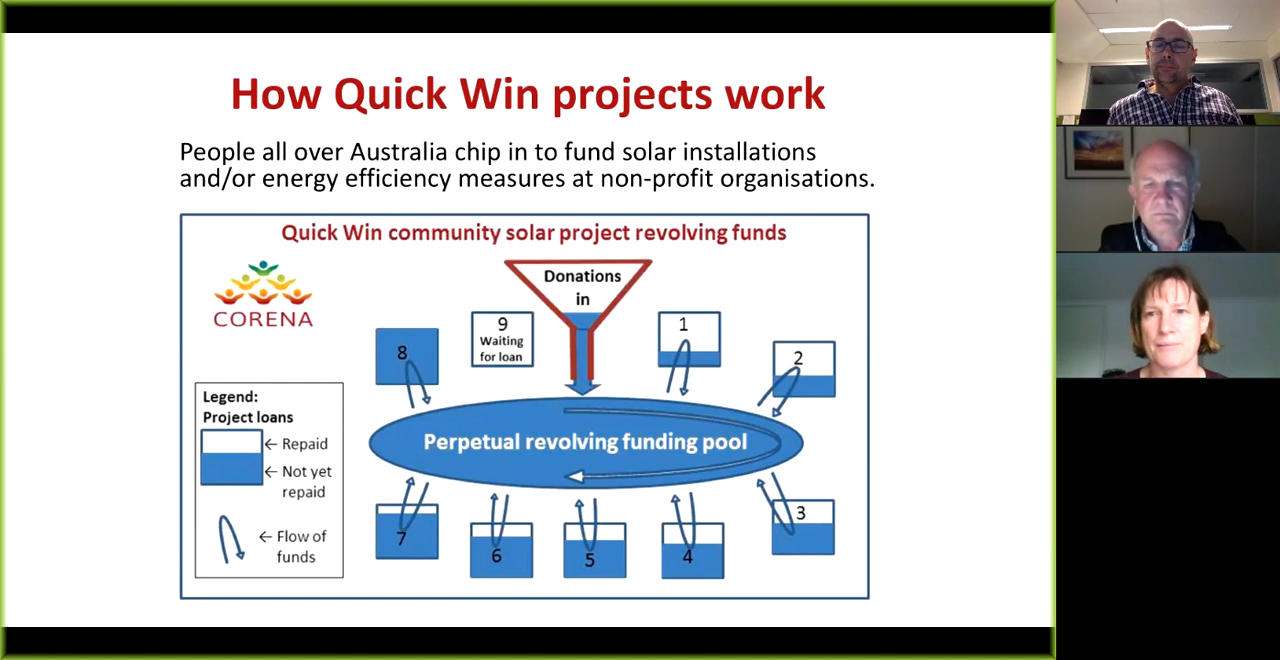 How Quick Win projects work
People all over Australia chip in to fund solar installations
and/or energy efficiency measures at non-profit organisations.
Quick Win community solar project revolving funds
CORENA
Donations
in
8
9
Waiting
for loan
1
2
Legend:
Project loans
← Repaid
← Not yet
repaid
← Flow of
funds
Perpetual revolving funding pool
7
6
5
4
3